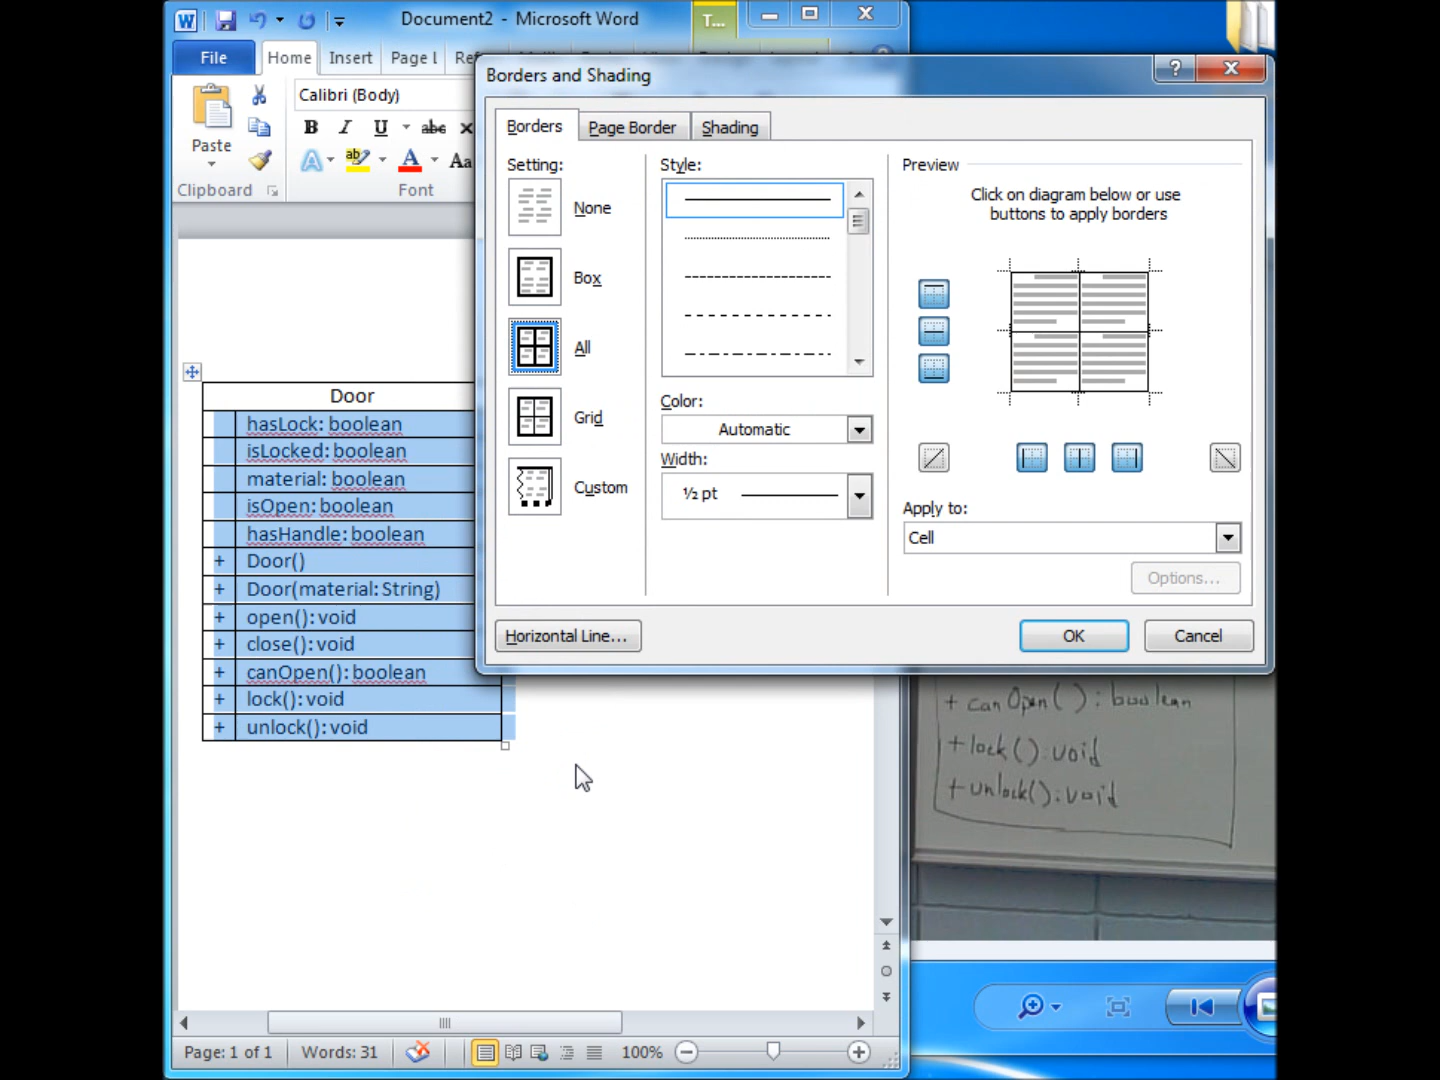 Document2 - Microsoft Word
T...
File
Home
Insert
Page L
Calibri (Body)
B I U abc x
ab A Aa
Paste
Clipboard
Font
Borders and Shading
Borders
Page Border
Shading
Setting:
None
Box
All
Grid
Custom
Style:
Color:
Automatic
Width:
½ pt
Preview
Click on diagram below or use
buttons to apply borders
Apply to:
Cell
Options...
Horizontal Line...
OK
Cancel
Door
hasLock: boolean
isLocked: boolean
material: boolean
isOpen: boolean
hasHandle: boolean
+ Door()
+ Door(material: String)
+ open(): void
+ close(): void
+ canOpen(): boolean
+ lock(): void
+ unlock(): void
+ canOpen( ) : boolean
+ lock( ): void
+ unlock(): void
Page: 1 of 1
Words: 31
100%